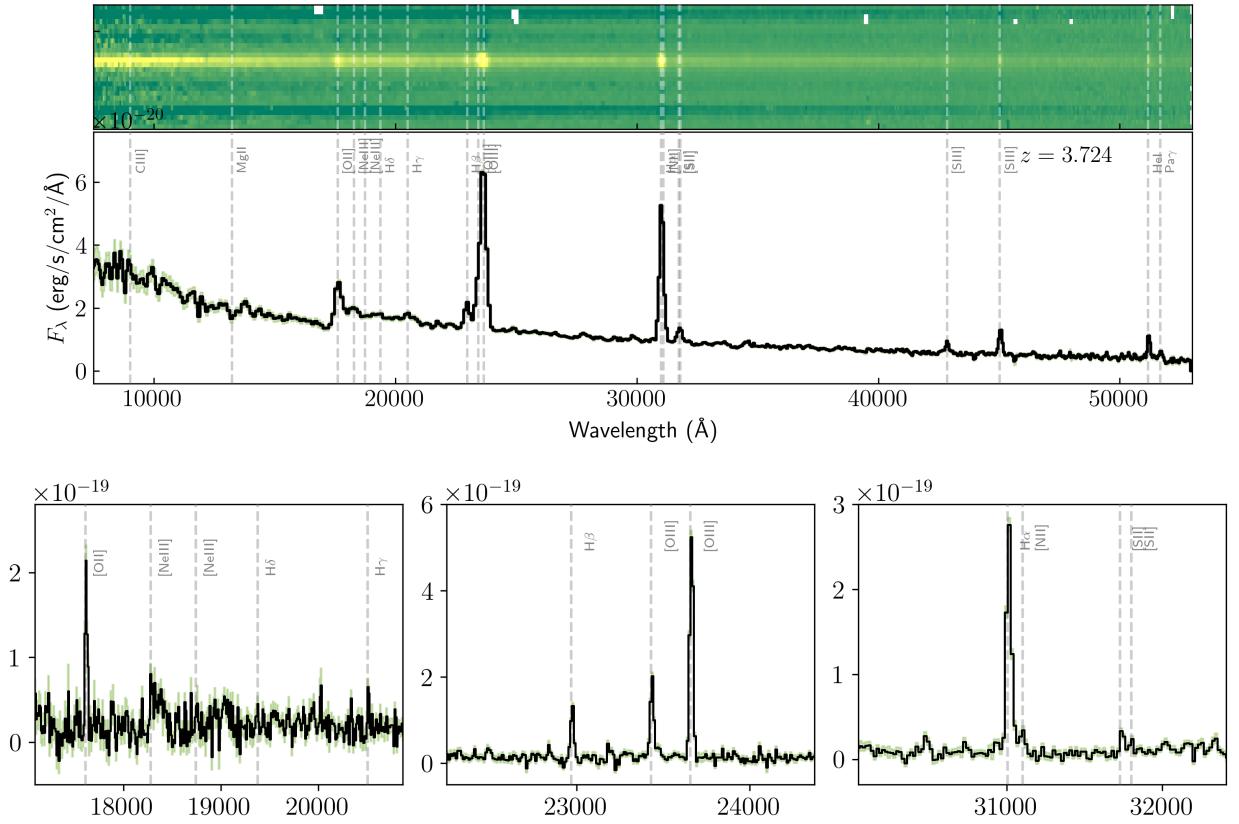 ×10⁻²⁰
CIII]
MgII
[OII]
[NeIII]
[NeIII]
Hδ
Hγ
Hβ
[OIII]
[OIII]
Hα
[NII]
[SII]
[SII]
[SIII]
[SIII]
z = 3.724
HeI
Paγ
6
4
2
0
F_λ (erg/s/cm²/Å)
10000 20000 30000 40000 50000
Wavelength (Å)
×10⁻¹⁹
[OII]
[NeIII]
[NeIII]
Hδ
Hγ
2
1
0
18000 19000 20000
×10⁻¹⁹
6
Hβ
[OIII]
[OIII]
4
2
0
23000 24000
×10⁻¹⁹
3
Hα
[NII]
[SII]
[SII]
2
1
0
31000 32000